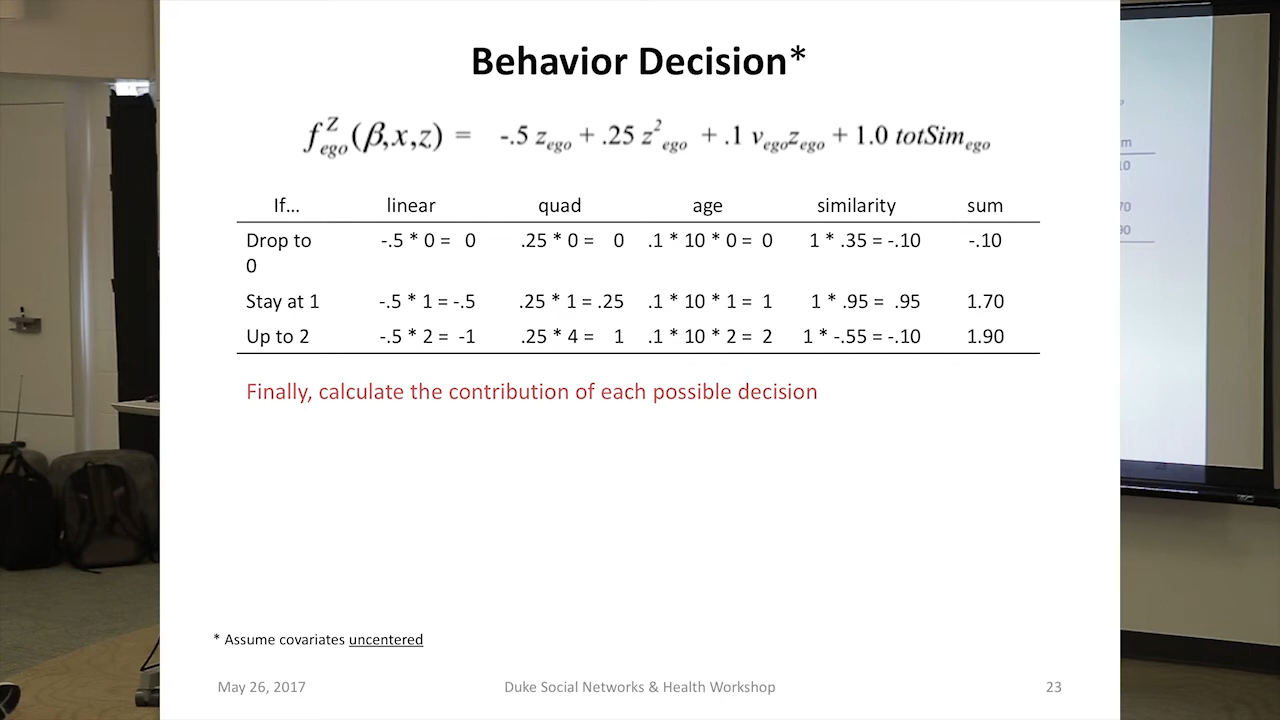 Behavior Decision*
f^Z_ego (β,x,z) = -.5 z_ego + .25 z²_ego + .1 v_ego z_ego + 1.0 totSim_ego
If… linear quad age similarity sum
Drop to 0 -.5 * 0 = 0 .25 * 0 = 0 .1 * 10 * 0 = 0 1 * .35 = -.10 -.10
Stay at 1 -.5 * 1 = -.5 .25 * 1 = .25 .1 * 10 * 1 = 1 1 * .95 = .95 1.70
Up to 2 -.5 * 2 = -1 .25 * 4 = 1 .1 * 10 * 2 = 2 1 * -.55 = -.10 1.90
Finally, calculate the contribution of each possible decision
* Assume covariates uncentered
May 26, 2017 Duke Social Networks & Health Workshop 23